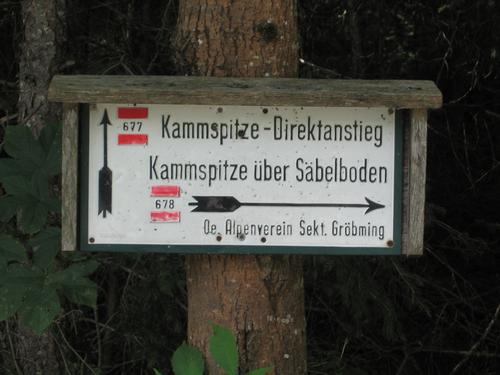 677 Kammspitze-Direktanstieg
Kammspitze über Säbelboden
678
Oe. Alpenverein Sekt. Gröbming